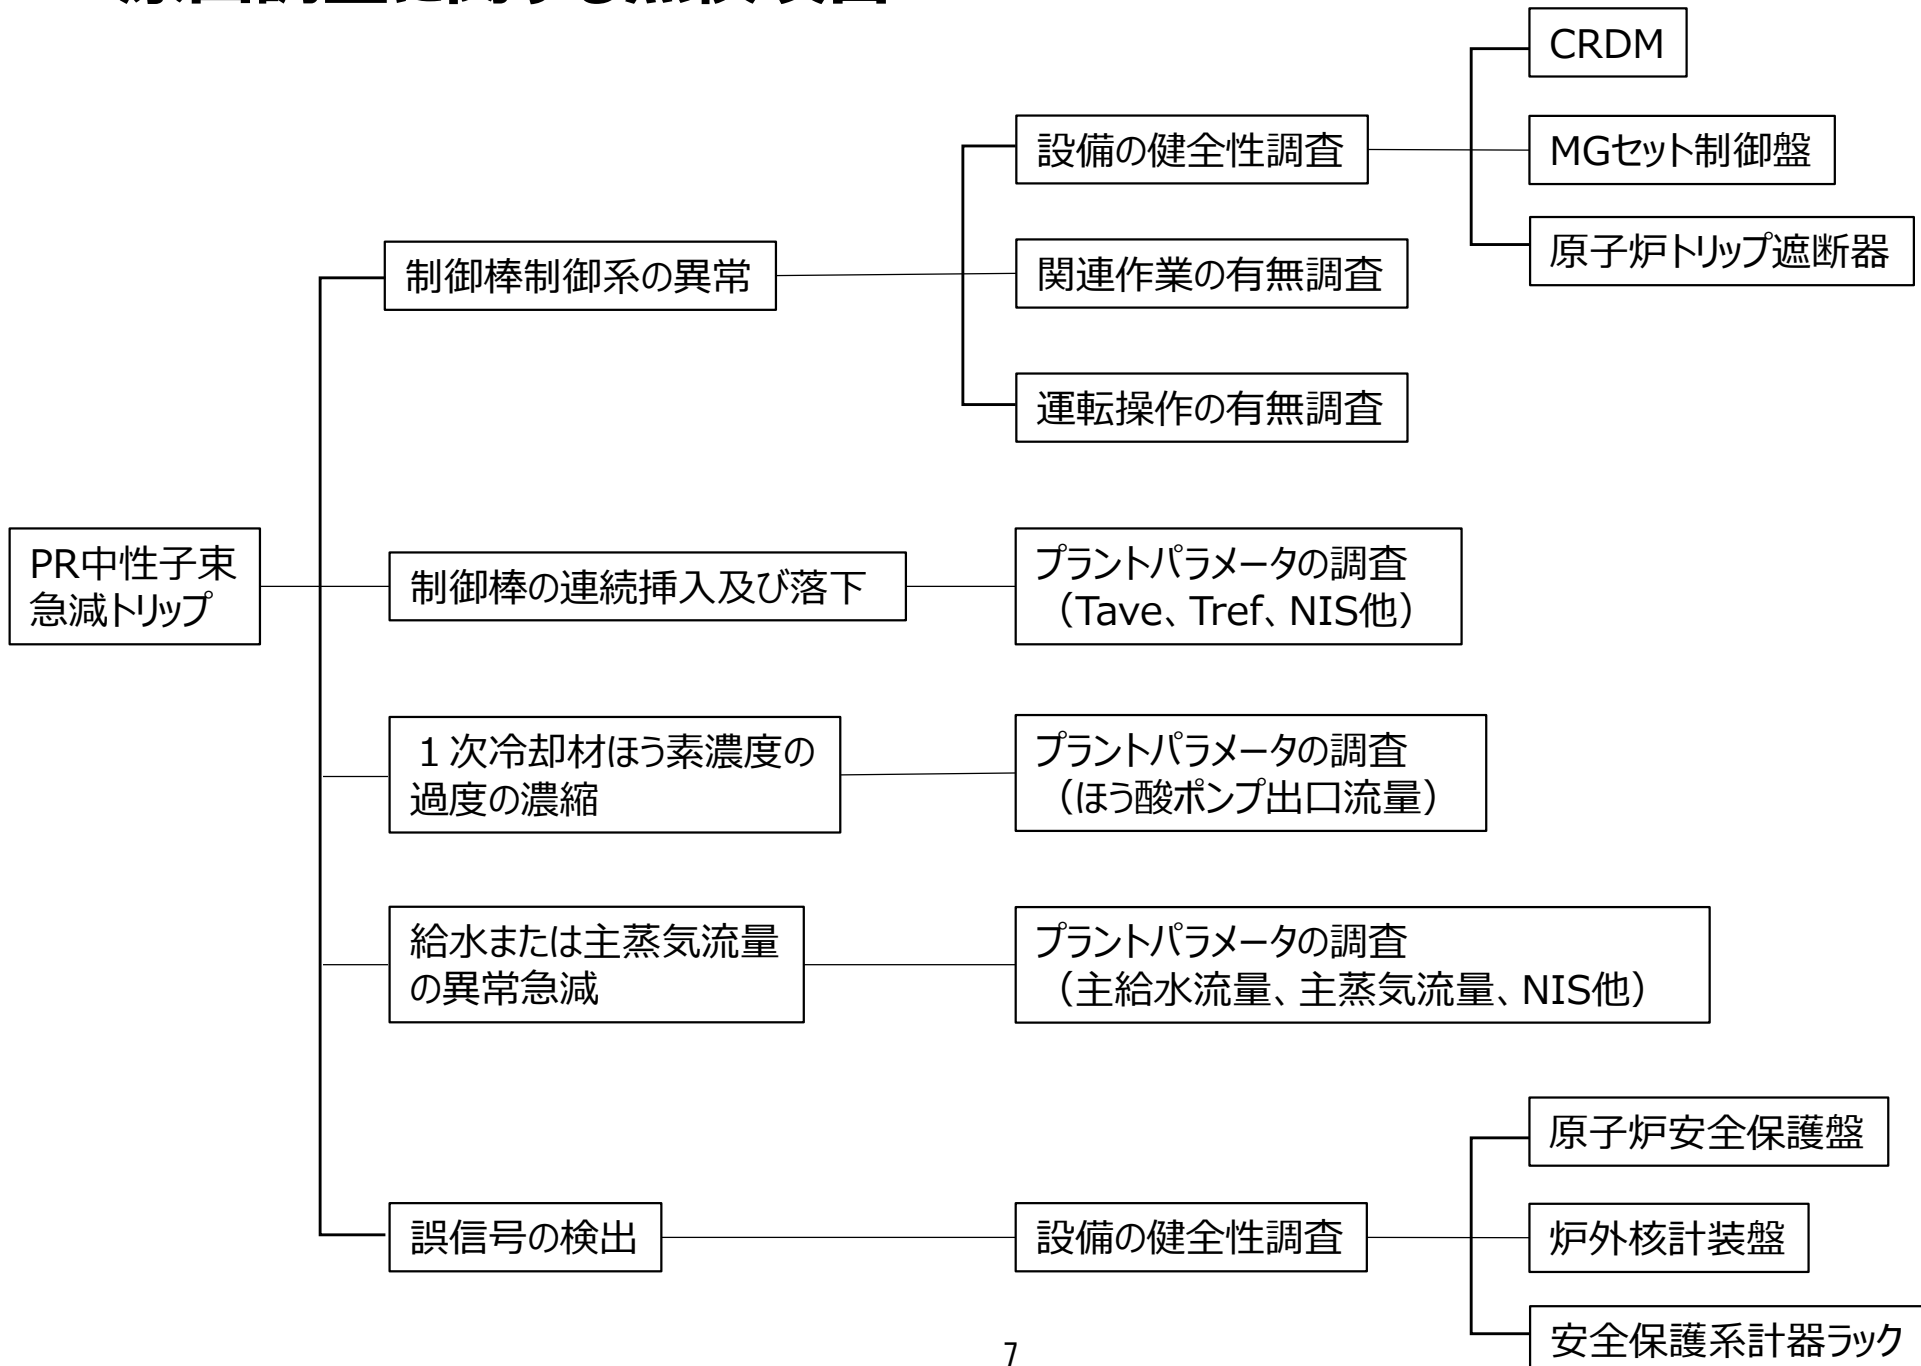 CRDM
設備の健全性調査
MGセット制御盤
原子炉トリップ遮断器
制御棒制御系の異常
関連作業の有無調査
運転操作の有無調査
PR中性子束
急減トリップ
制御棒の連続挿入及び落下
プラントパラメータの調査
（Tave、Tref、NIS他）
１次冷却材ほう素濃度の
過度の濃縮
プラントパラメータの調査
（ほう酸ポンプ出口流量）
給水または主蒸気流量
の異常急減
プラントパラメータの調査
（主給水流量、主蒸気流量、NIS他）
誤信号の検出
設備の健全性調査
原子炉安全保護盤
炉外核計装盤
安全保護系計器ラック
7